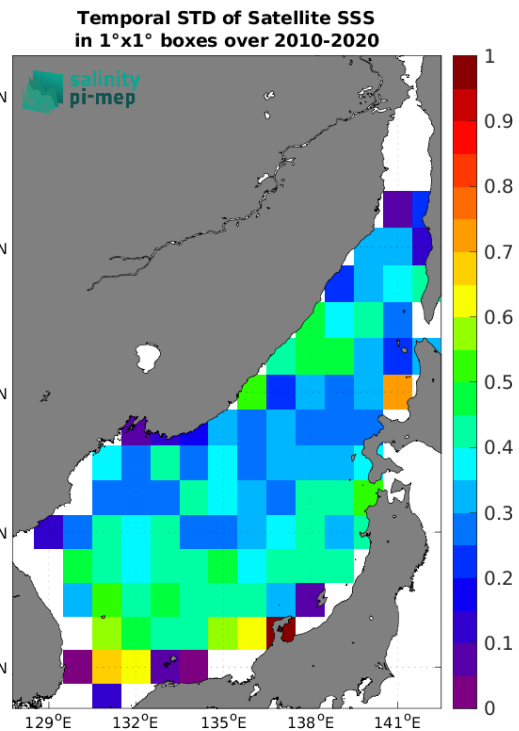 Temporal STD of Satellite SSS
in 1°x1° boxes over 2010-2020
salinity
pi-mep
N
N
N
N
N
1
0.9
0.8
0.7
0.6
0.5
0.4
0.3
0.2
0.1
0
129°E 132°E 135°E 138°E 141°E